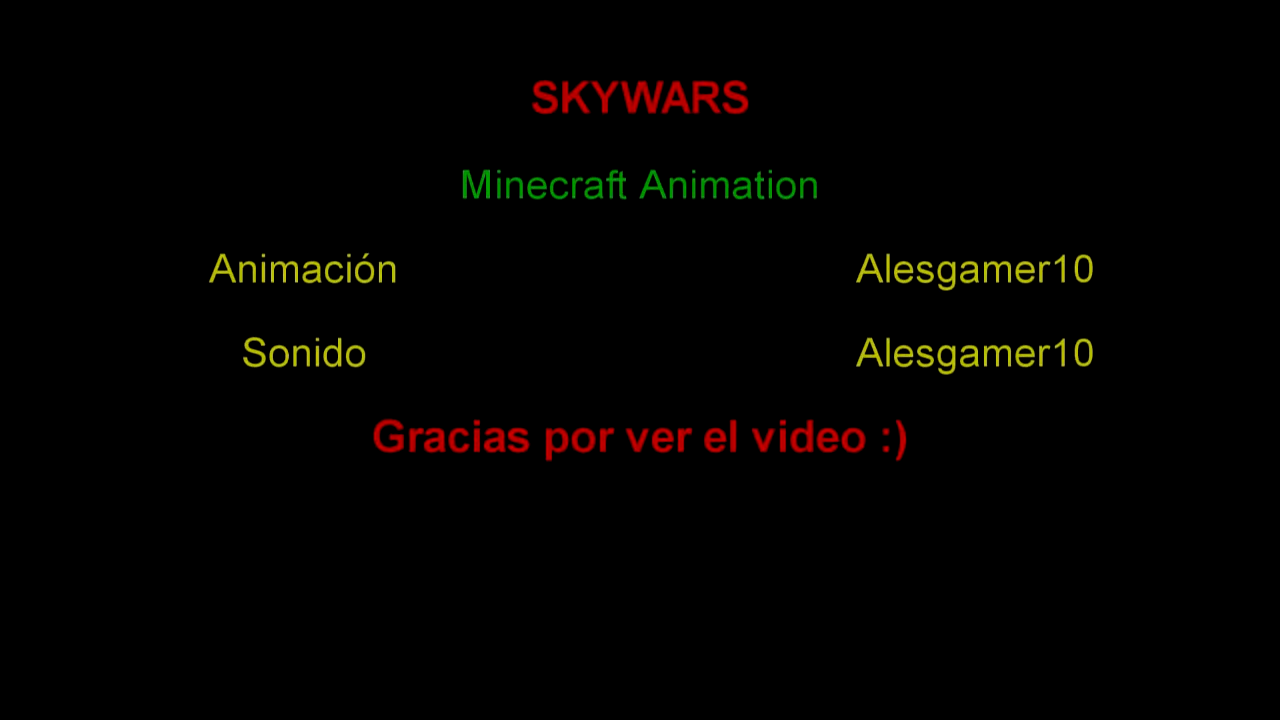 SKYWARS
Minecraft Animation
Animación Alesgamer10
Sonido Alesgamer10
Gracias por ver el video :)